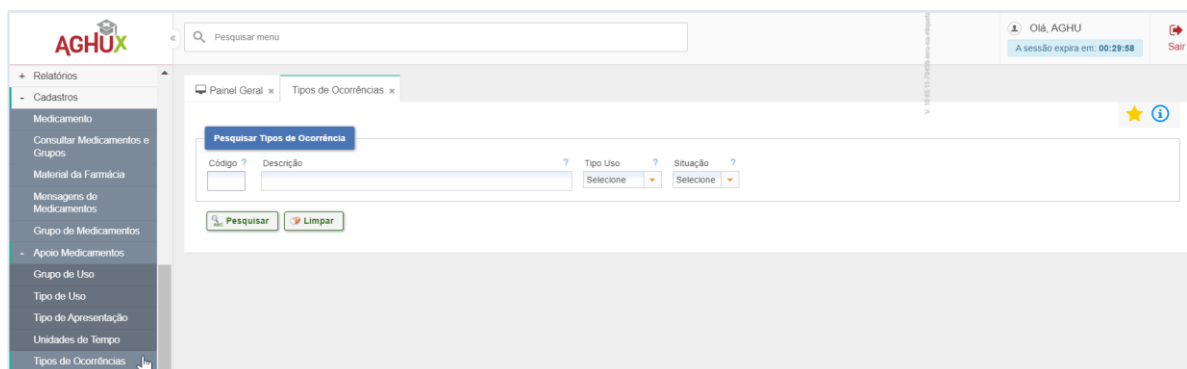 AGHUX
«
Pesquisar menu
Olá, AGHU
A sessão expira em: 00:29:58
Sair
+ Relatórios
- Cadastros
Medicamento
Consultar Medicamentos e
Grupos
Material da Farmácia
Mensagens de
Medicamentos
Grupo de Medicamentos
- Apoio Medicamentos
Grupo de Uso
Tipo de Uso
Tipo de Apresentação
Unidades de Tempo
Tipos de Ocorrências
Painel Geral ×
Tipos de Ocorrências ×
Pesquisar Tipos de Ocorrência
Código ?
Descrição ?
Tipo Uso ?
Situação ?
Selecione
Selecione
Pesquisar
Limpar